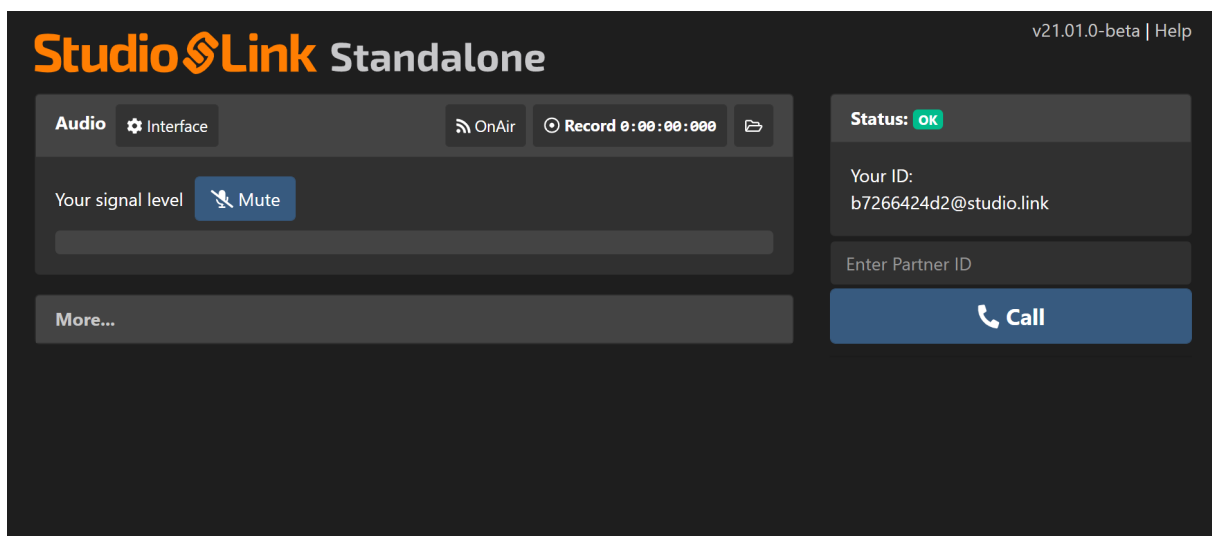 v21.01.0-beta | Help
Studio Link Standalone
Audio Interface OnAir Record 0:00:00:000
Your signal level Mute
More...
Status: OK
Your ID:
b7266424d2@studio.link
Enter Partner ID
Call